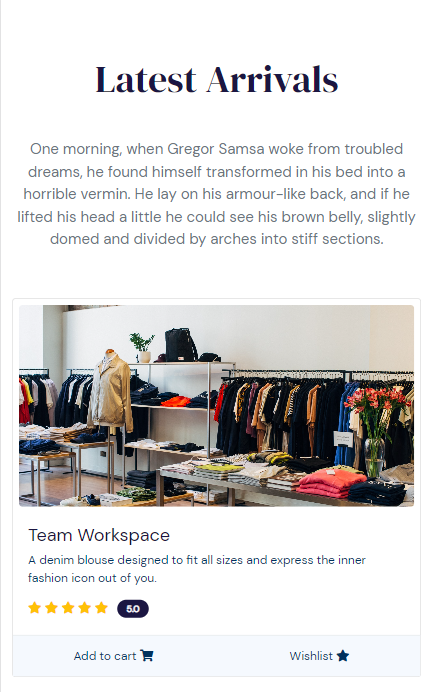 Latest Arrivals
One morning, when Gregor Samsa woke from troubled
dreams, he found himself transformed in his bed into a
horrible vermin. He lay on his armour-like back, and if he
lifted his head a little he could see his brown belly, slightly
domed and divided by arches into stiff sections.
Team Workspace
A denim blouse designed to fit all sizes and express the inner
fashion icon out of you.
5.0
Add to cart Wishlist